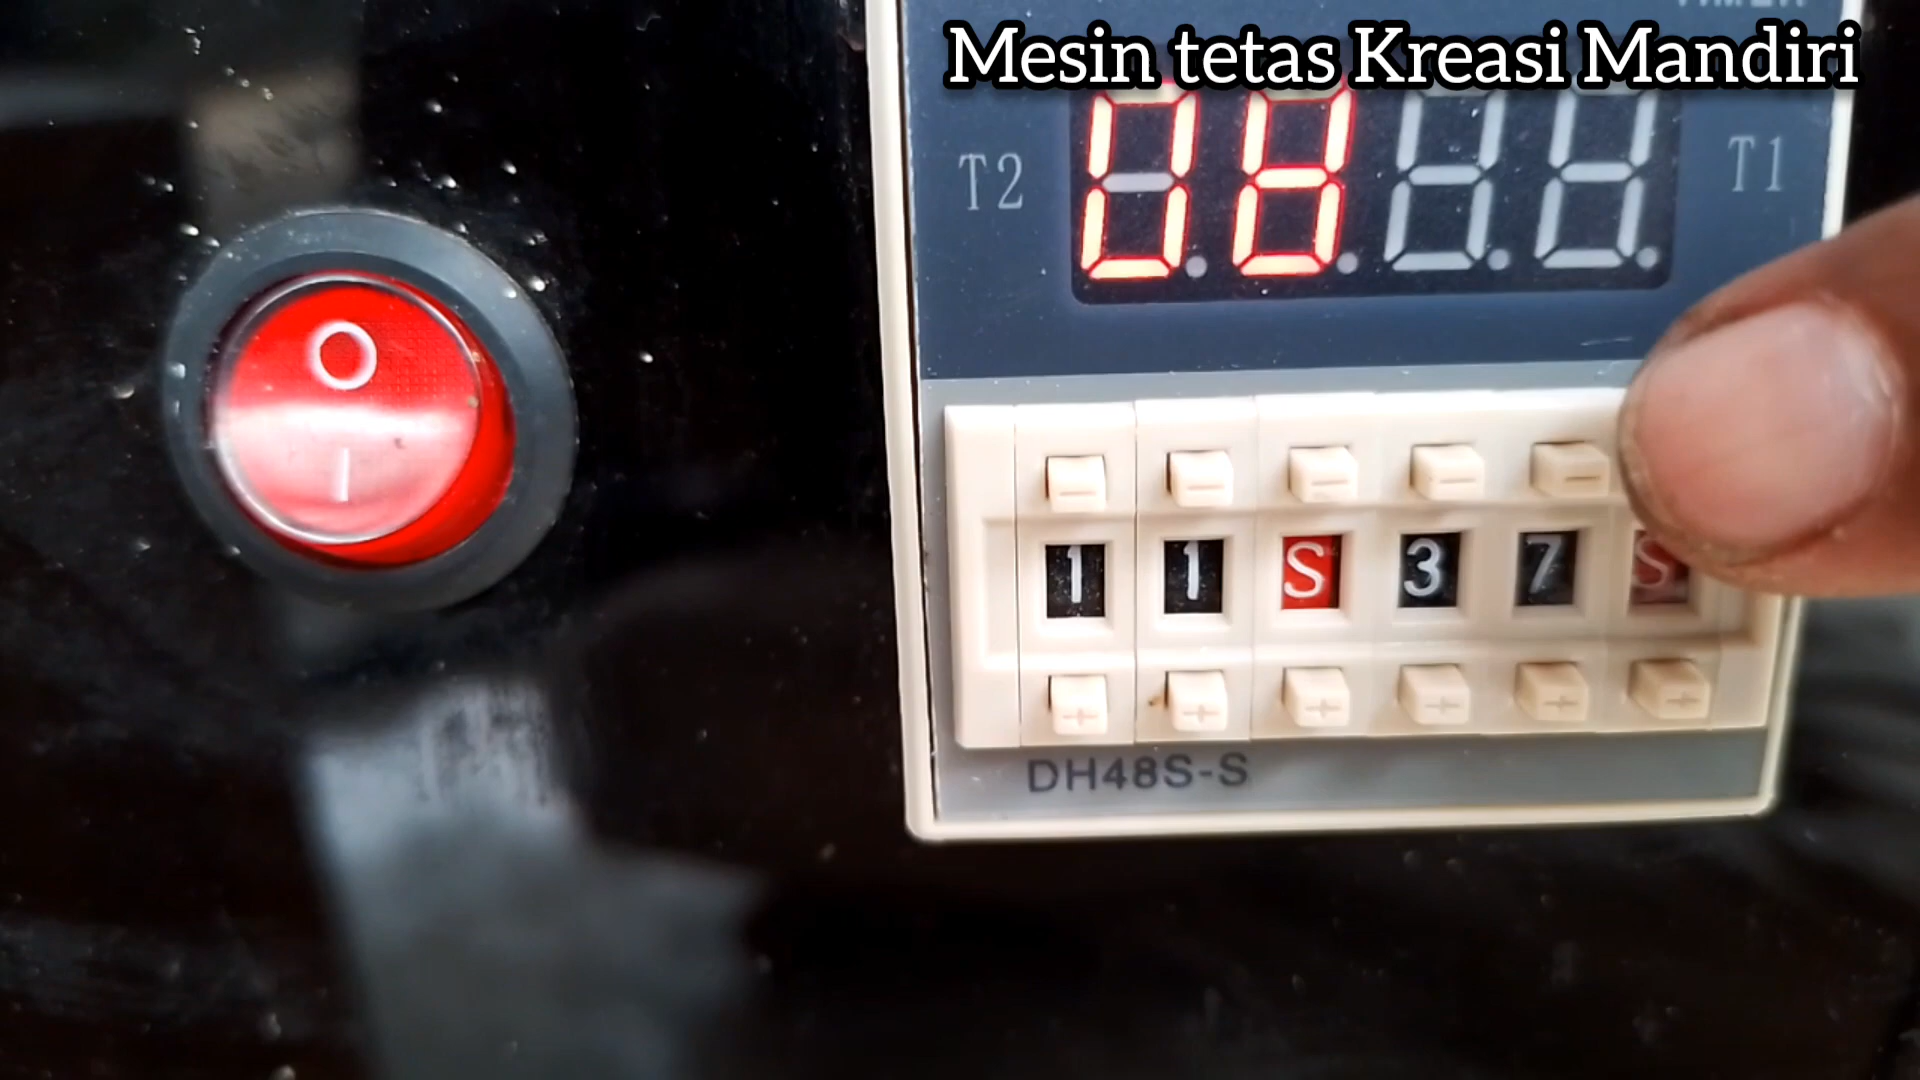 Mesin tetas Kreasi Mandiri
T2 T1
O
I
- - - - -
1 1 S 3 7 S
+ + + + + +
DH48S-S